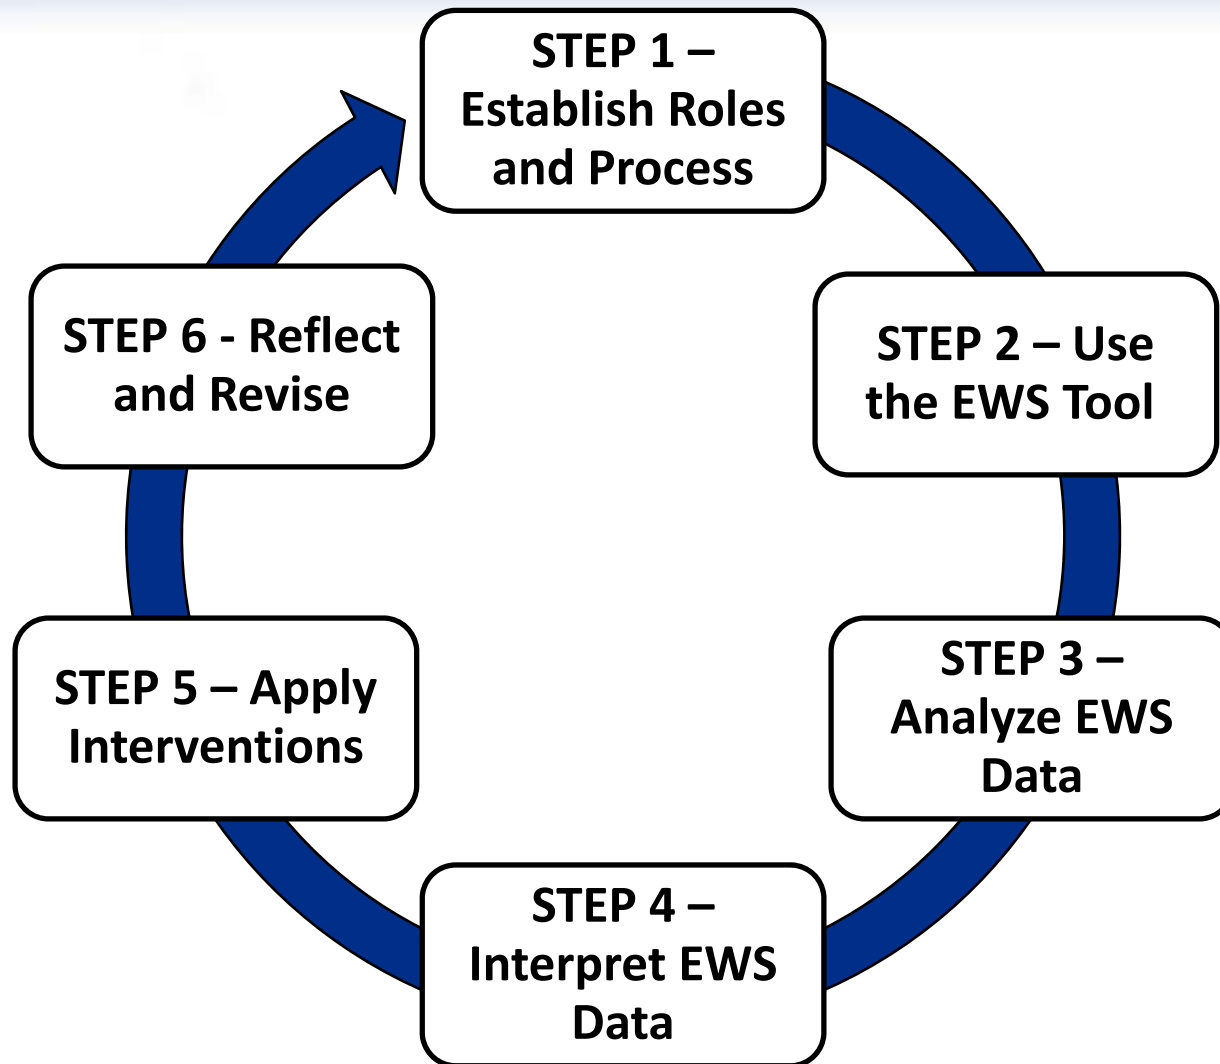 STEP 1 –
Establish Roles
and Process
STEP 2 – Use
the EWS Tool
STEP 3 –
Analyze EWS
Data
STEP 4 –
Interpret EWS
Data
STEP 5 – Apply
Interventions
STEP 6 - Reflect
and Revise